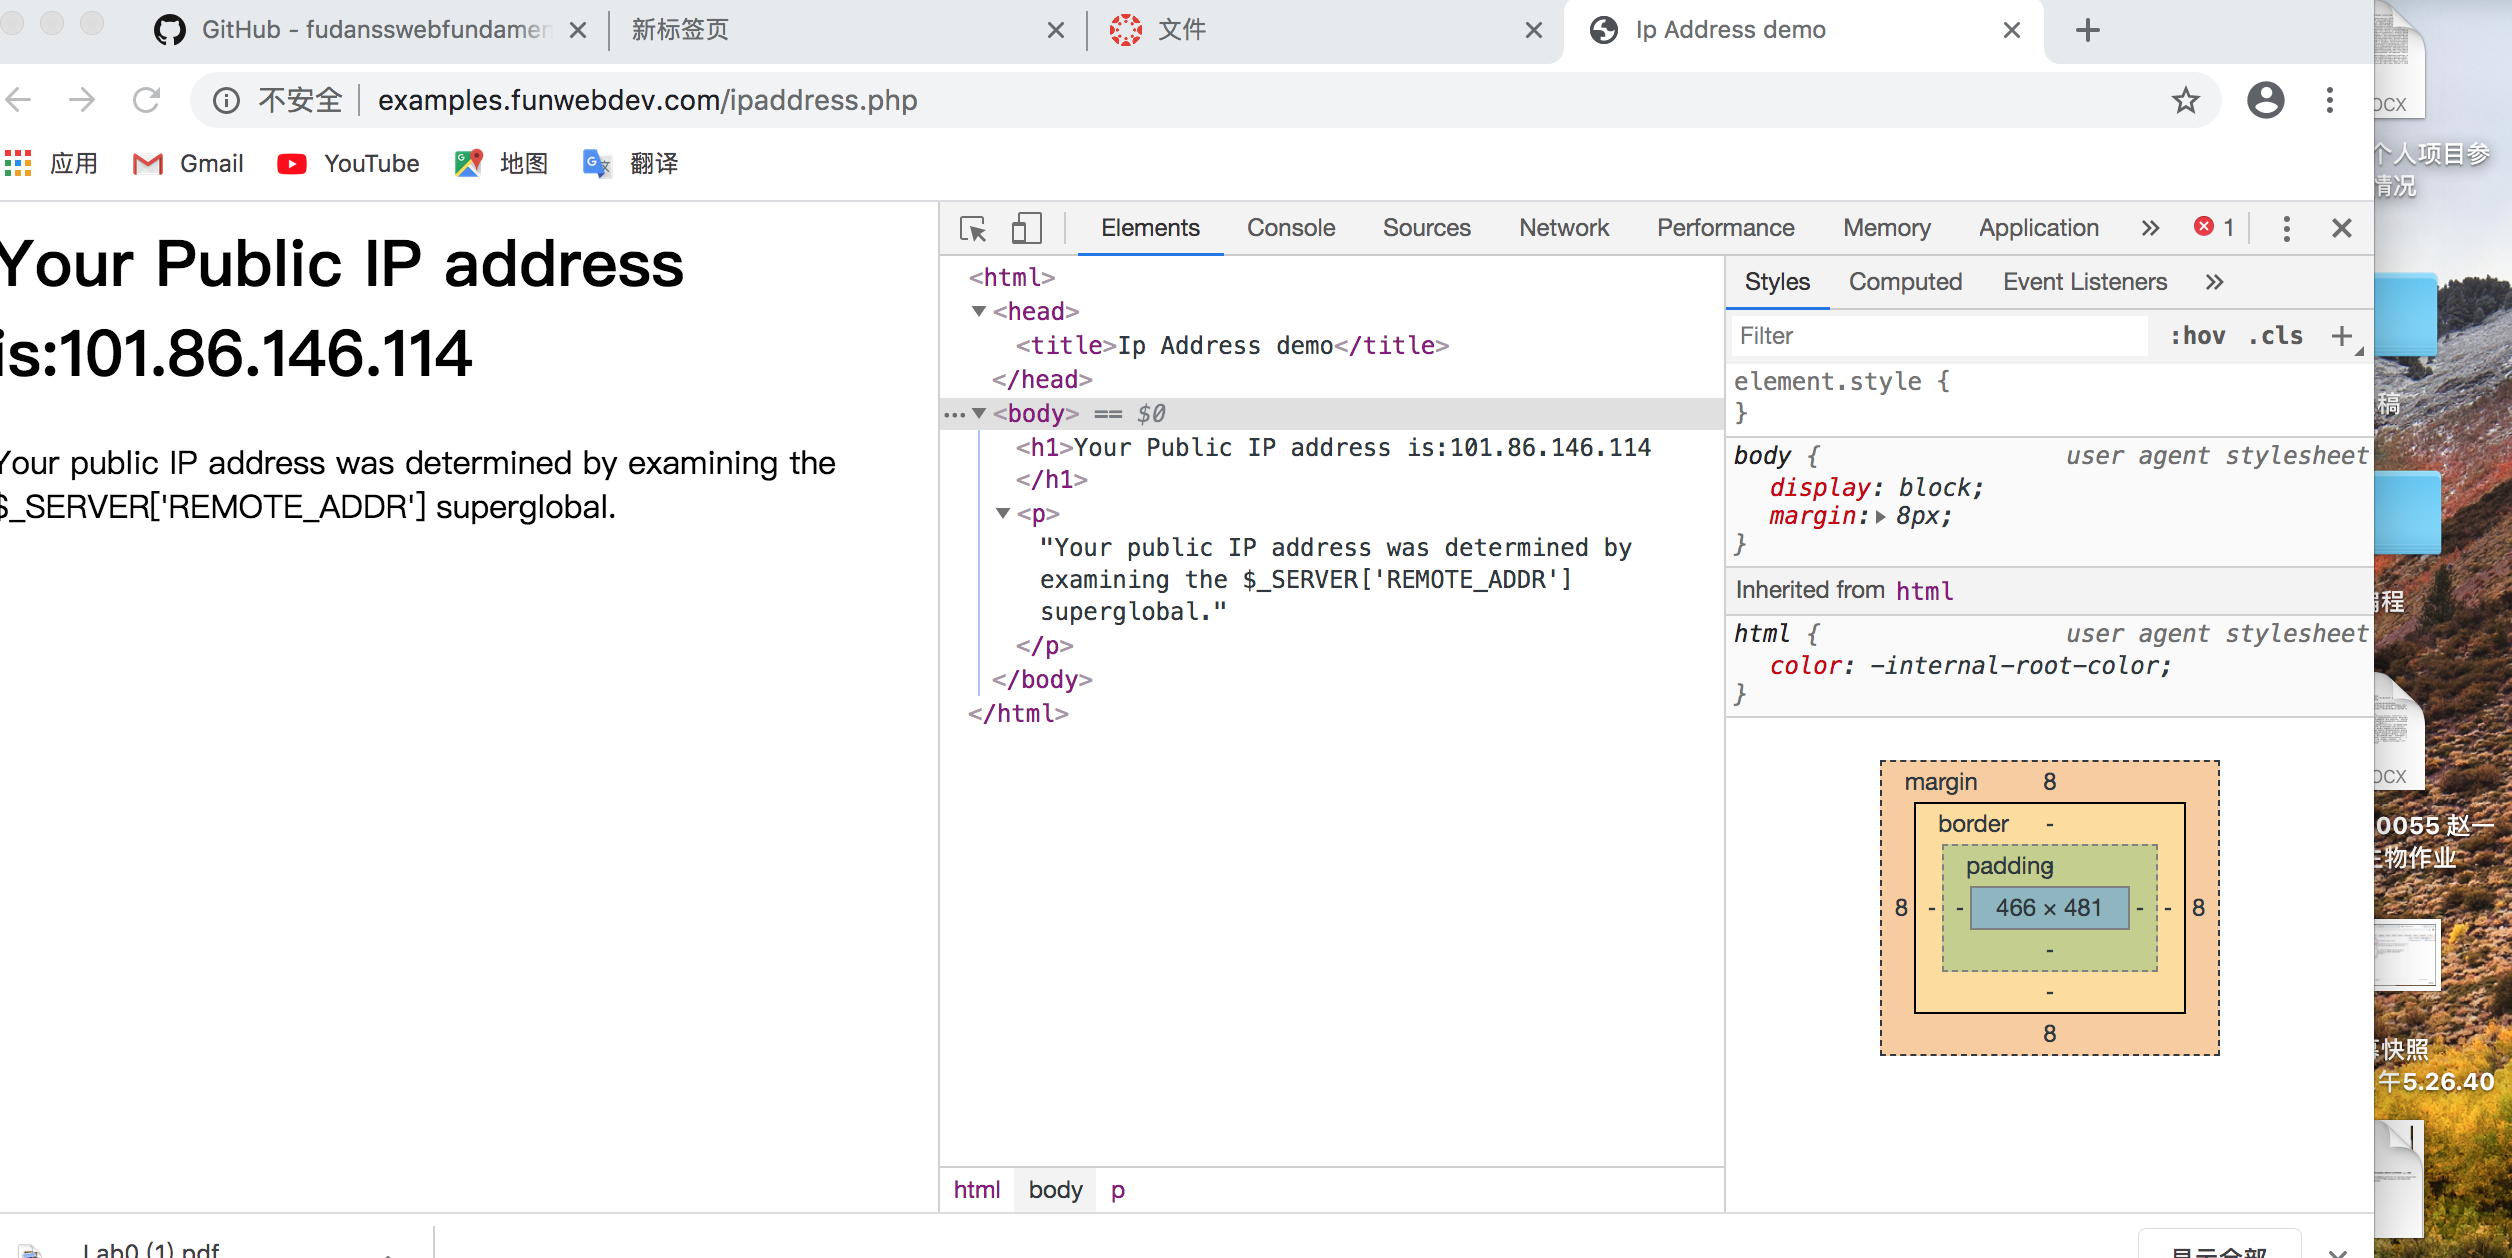 GitHub - fudansswebfundamen
新标签页
文件
Ip Address demo
不安全
examples.funwebdev.com/ipaddress.php
应用
Gmail
YouTube
地图
翻译
Your Public IP address
is:101.86.146.114
Your public IP address was determined by examining the
$_SERVER['REMOTE_ADDR'] superglobal.
Elements
Console
Sources
Network
Performance
Memory
Application
1
<html>
<head>
<title>Ip Address demo</title>
</head>
<body> == $0
<h1>Your Public IP address is:101.86.146.114
</h1>
<p>
"Your public IP address was determined by
examining the $_SERVER['REMOTE_ADDR']
superglobal."
</p>
</body>
</html>
html
body
p
Styles
Computed
Event Listeners
Filter
:hov
.cls
element.style {
}
body {
user agent stylesheet
display: block;
margin: 8px;
}
Inherited from html
html {
user agent stylesheet
color: -internal-root-color;
}
margin
8
border
-
padding
-
8
-
-
466 × 481
-
-
8
-
-
8
OCX
个人项目参
情况
稿
编程
OCX
0055 赵一
物作业
快照
午5.26.40
Lab0 (1).pdf
显示全部